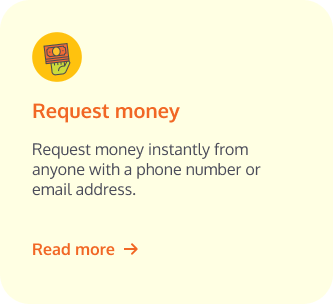 Request money
Request money instantly from
anyone with a phone number or
email address.
Read more →